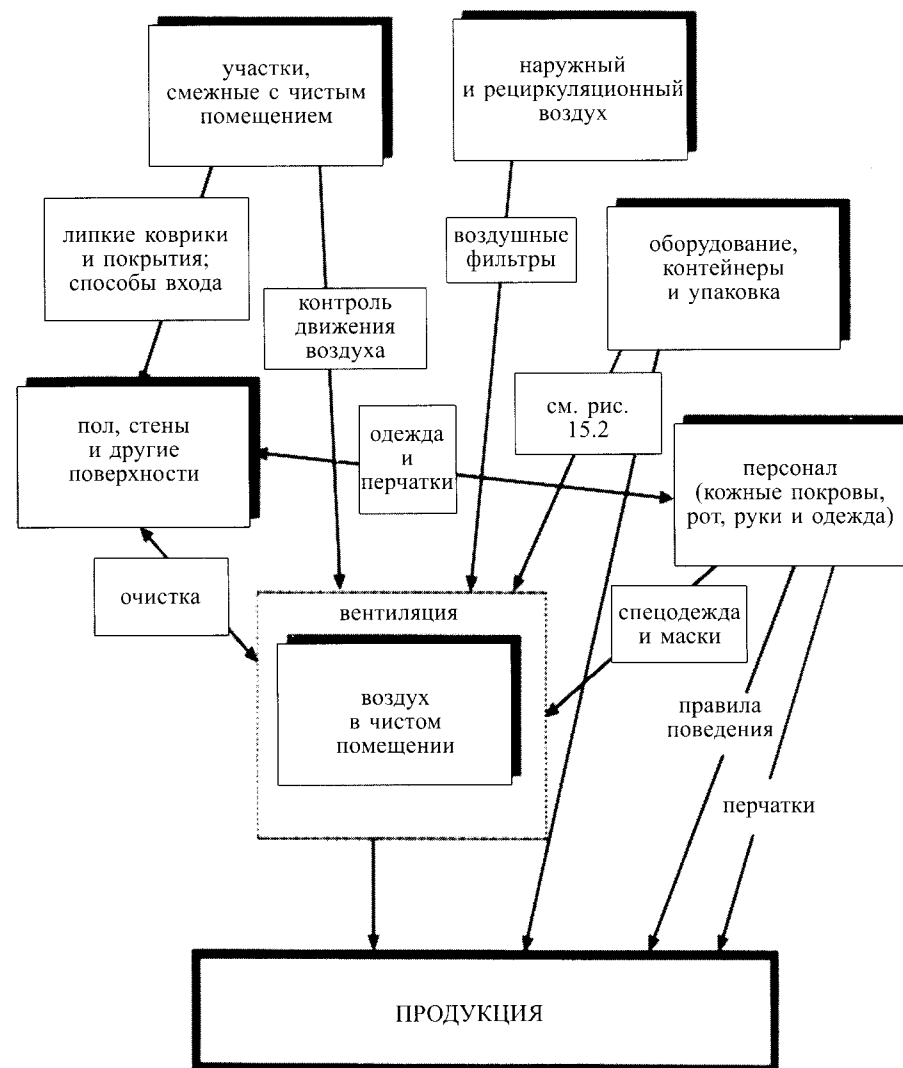 участки,
смежные с чистым
помещением
наружный
и рециркуляционный
воздух
липкие коврики
и покрытия;
способы входа
воздушные
фильтры
оборудование,
контейнеры
и упаковка
контроль
движения
воздуха
пол, стены
и другие
поверхности
одежда
и
перчатки
см. рис.
15.2
персонал
(кожные покровы,
рот, руки и одежда)
очистка
вентиляция
спецодежда
и маски
воздух
в чистом
помещении
правила
поведения
перчатки
ПРОДУКЦИЯ